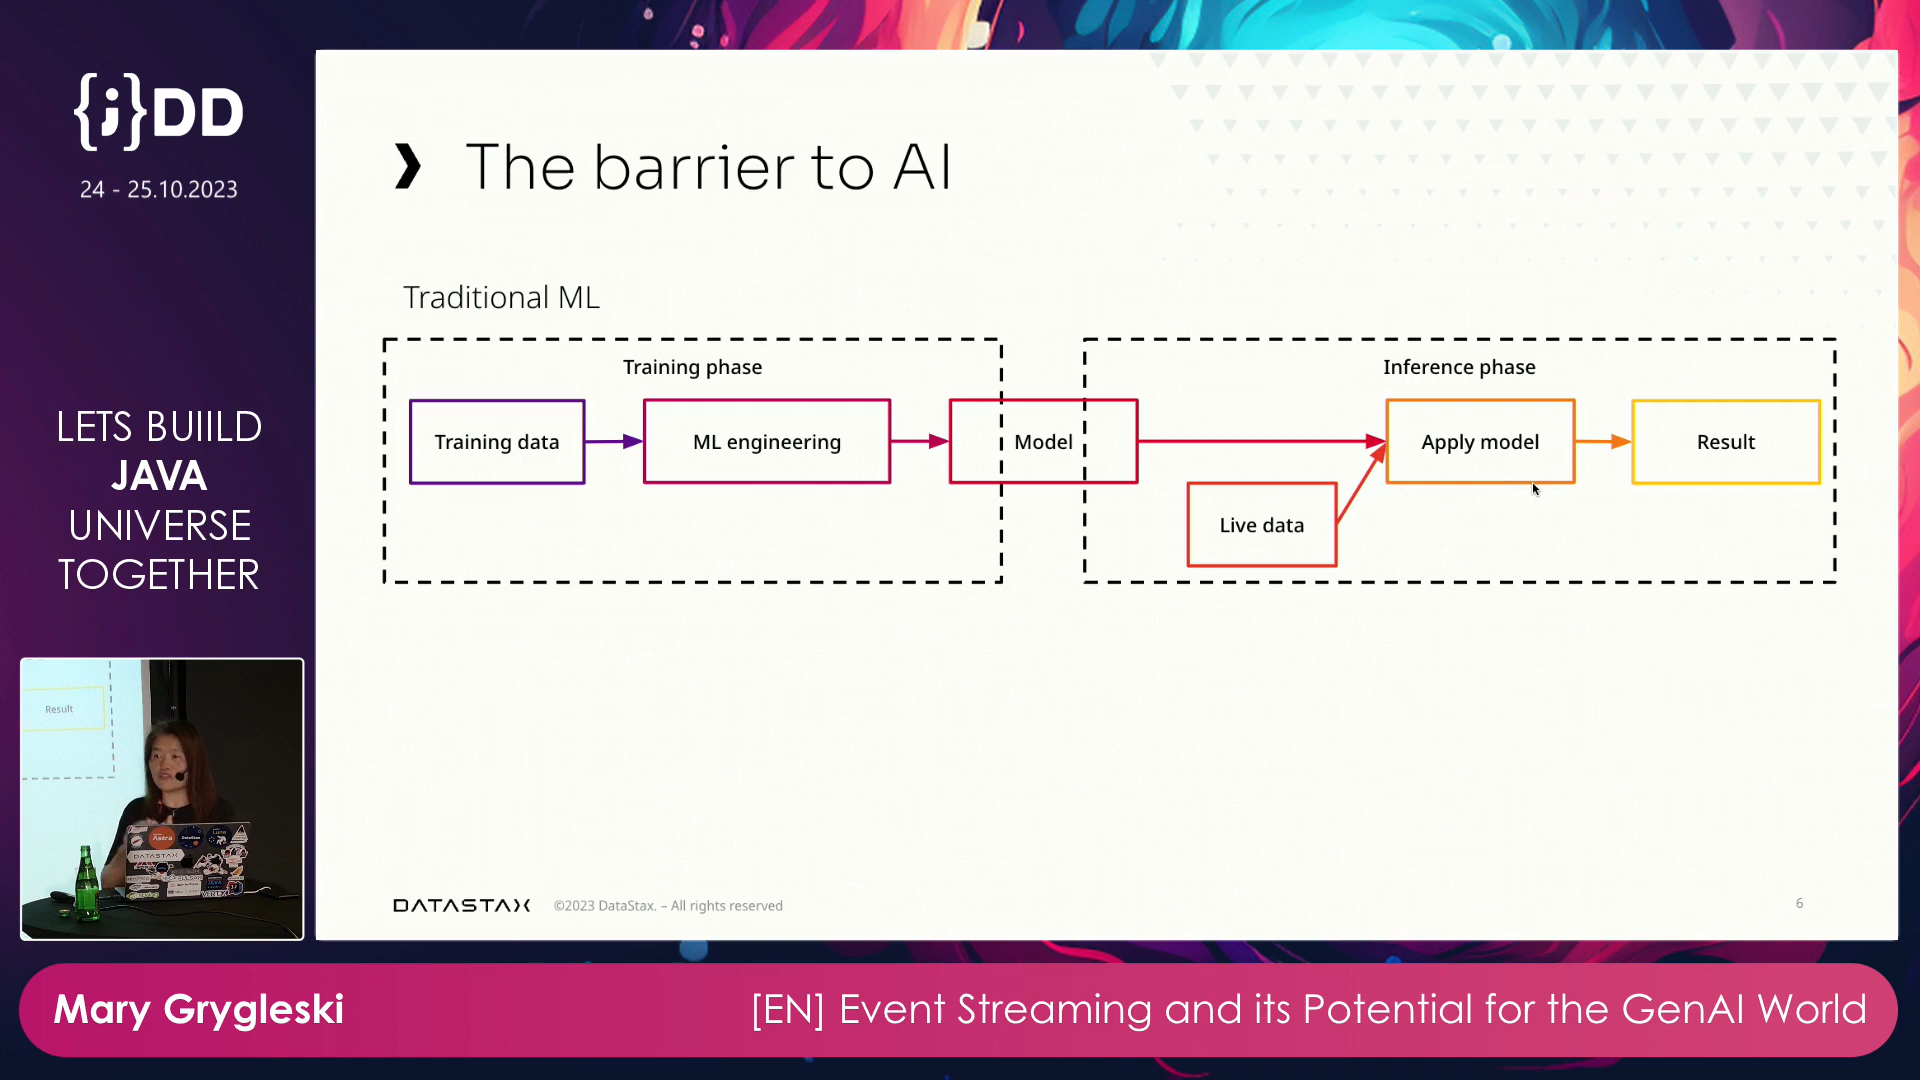 {j}DD
24 - 25.10.2023
LETS BUIILD
JAVA
UNIVERSE
TOGETHER
The barrier to AI
Traditional ML
Training phase
Training data
ML engineering
Model
Inference phase
Live data
Apply model
Result
Result
DATASTAX
DATASTAX ©2023 DataStax. – All rights reserved
6
Mary Grygleski
[EN] Event Streaming and its Potential for the GenAI World